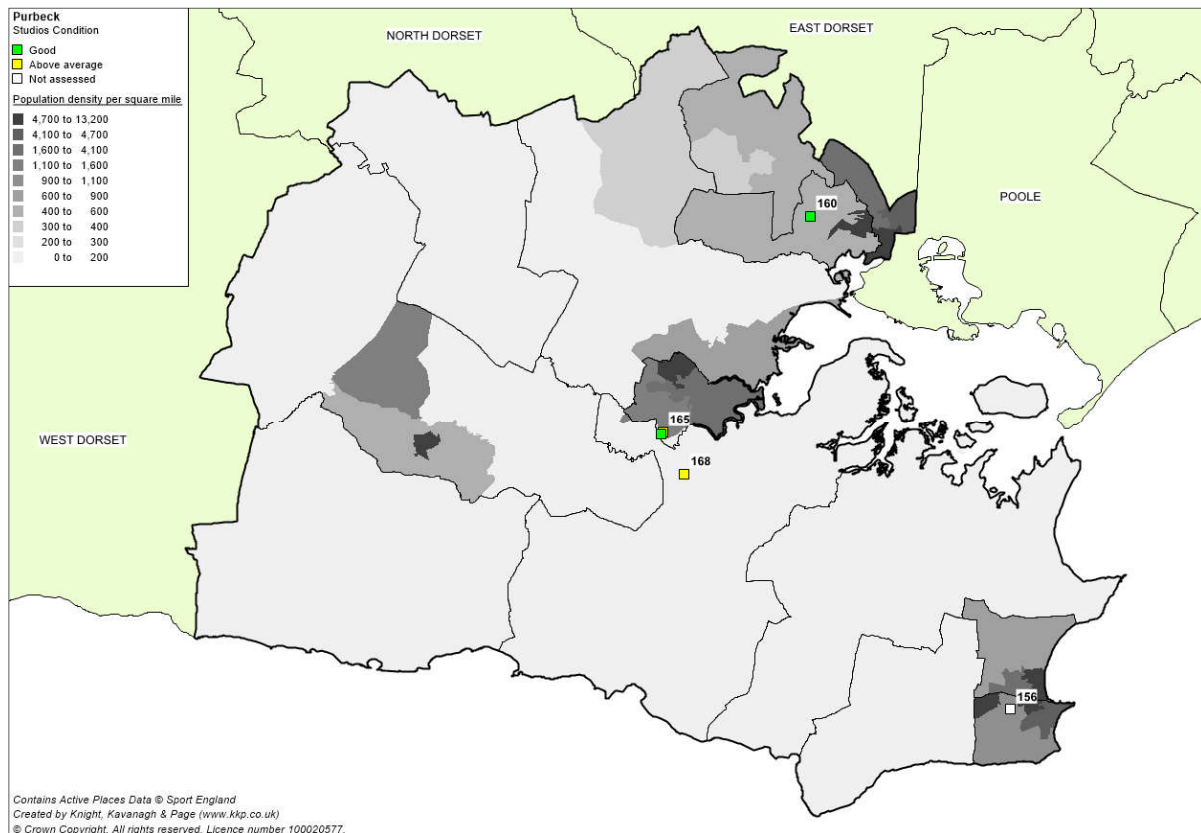 Purbeck
Studios Condition
Good
Above average
Not assessed
Population density per square mile
4,700 to 13,200
4,100 to 4,700
1,600 to 4,100
1,100 to 1,600
900 to 1,100
600 to 900
400 to 600
300 to 400
200 to 300
0 to 200
NORTH DORSET
EAST DORSET
POOLE
WEST DORSET
160
165
168
156
Contains Active Places Data © Sport England
Created by Knight, Kavanagh & Page (www.kkp.co.uk)
© Crown Copyright. All rights reserved. Licence number 100020577.